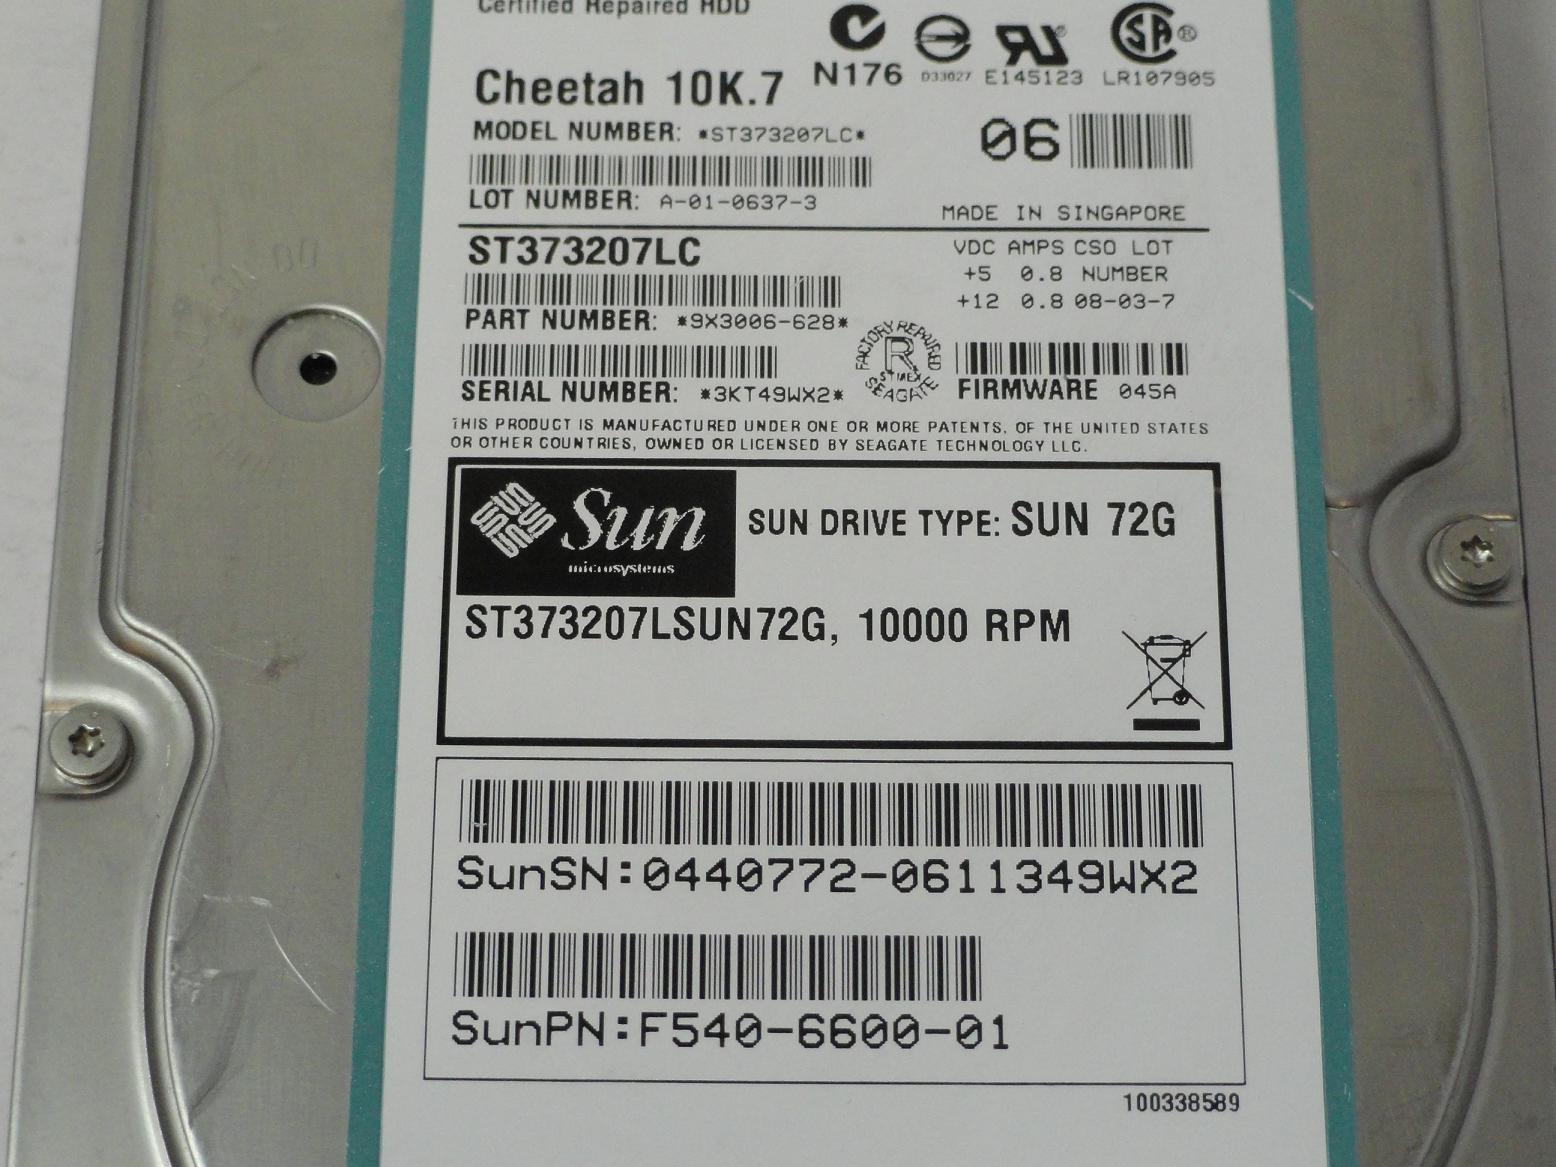 Certified Repaired HDD
N176 D33027 E145123 LR107905
Cheetah 10K.7
MODEL NUMBER: *ST373207LC*
06
LOT NUMBER: A-01-0637-3
MADE IN SINGAPORE
ST373207LC
VDC AMPS CSO LOT
+5 0.8 NUMBER
+12 0.8 08-03-7
PART NUMBER: *9X3006-628*
FACTORY REPAIRED
R
SEAGATE
SERIAL NUMBER: *3KT49WX2*
FIRMWARE 045A
THIS PRODUCT IS MANUFACTURED UNDER ONE OR MORE PATENTS, OF THE UNITED STATES
OR OTHER COUNTRIES, OWNED OR LICENSED BY SEAGATE TECHNOLOGY LLC.
Sun
microsystems
SUN DRIVE TYPE: SUN 72G
ST373207LSUN72G, 10000 RPM
SunSN:0440772-0611349WX2
SunPN:F540-6600-01
100338589